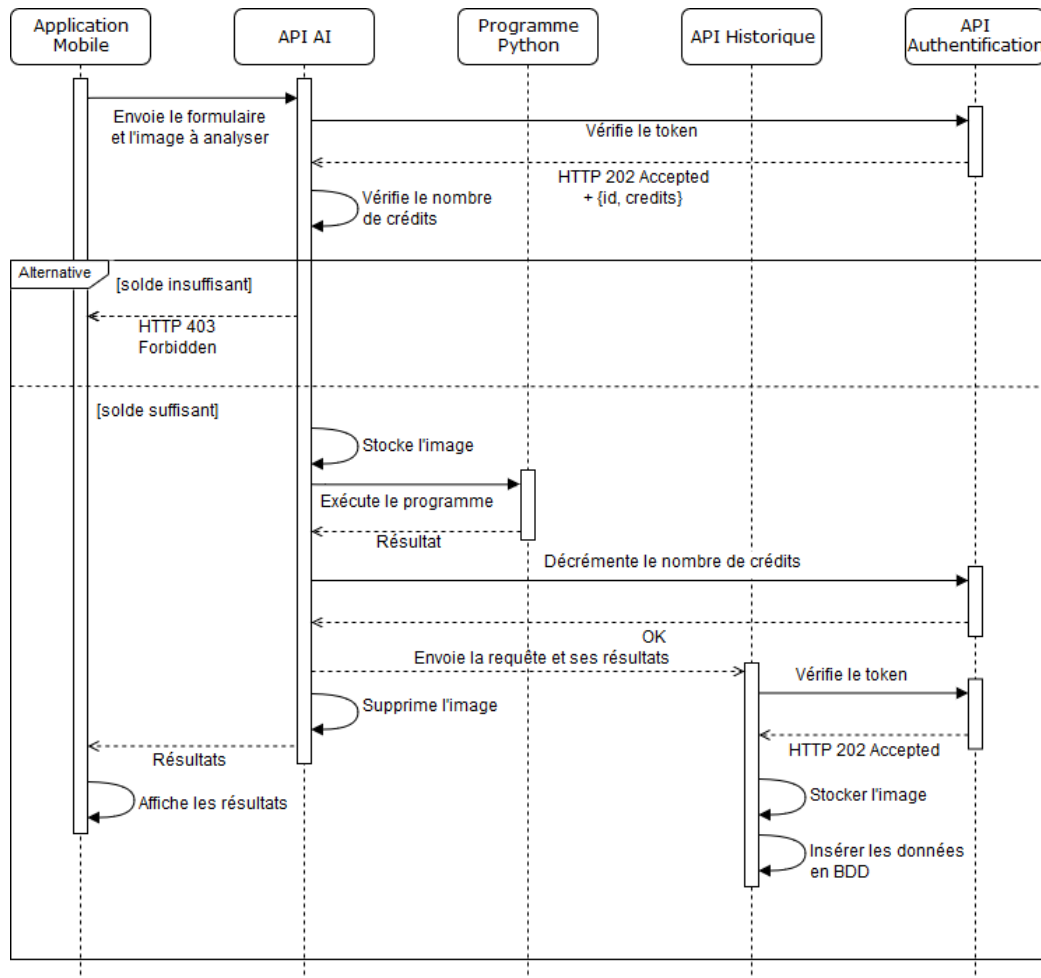 Application
Mobile
API AI
Programme
Python
API Historique
API
Authentification
Envoie le formulaire
et l'image à analyser
Vérifie le token
HTTP 202 Accepted
+ {id, credits}
Vérifie le nombre
de crédits
Alternative
[solde insuffisant]
HTTP 403
Forbidden
[solde suffisant]
Stocke l'image
Exécute le programme
Résultat
Décrémente le nombre de crédits
OK
Envoie la requête et ses résultats
Vérifie le token
Supprime l'image
HTTP 202 Accepted
Résultats
Stocker l'image
Affiche les résultats
Insérer les données
en BDD